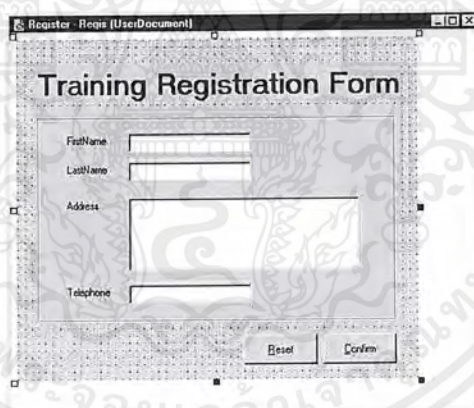 Register - Regis (UserDocument)
Training Registration Form
FirstName
LastName
Address
Telephone
Reset
Confirm